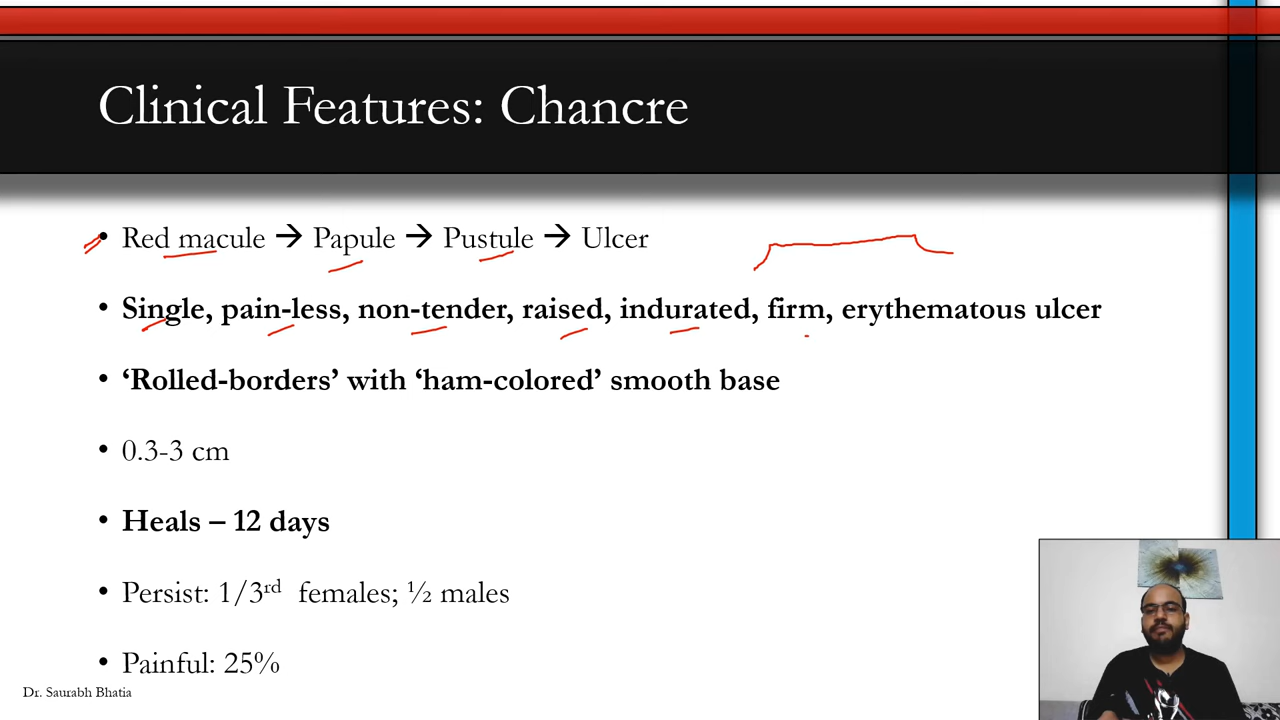 Clinical Features: Chancre
• Red macule → Papule → Pustule → Ulcer
• Single, pain-less, non-tender, raised, indurated, firm, erythematous ulcer
• ‘Rolled-borders’ with ‘ham-colored’ smooth base
• 0.3-3 cm
• Heals – 12 days
• Persist: 1/3rd females; ½ males
• Painful: 25%
Dr. Saurabh Bhatia